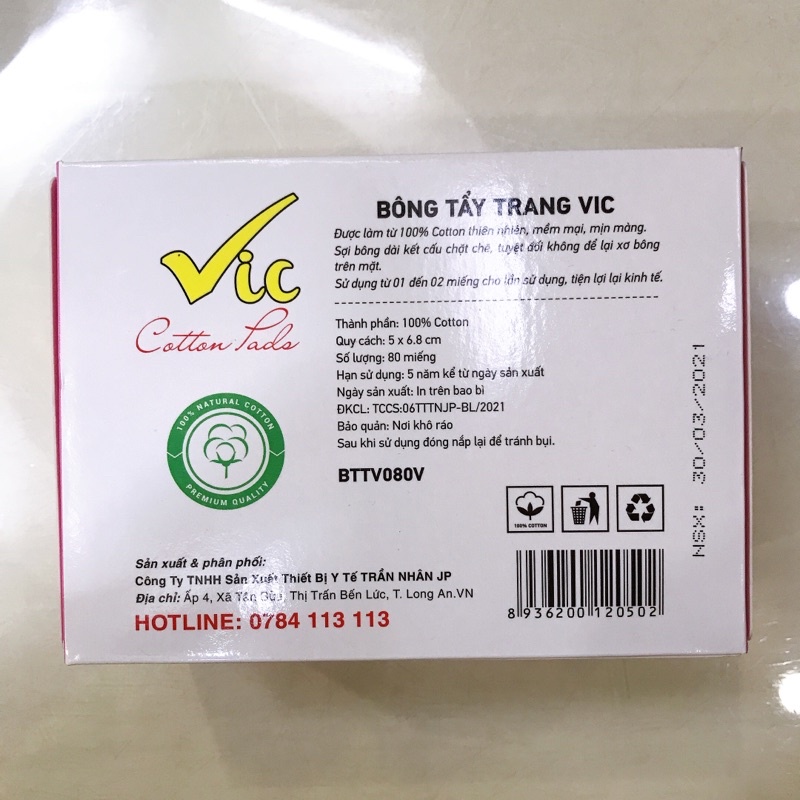 Vic
Cotton Pads
100% NATURAL COTTON
PREMIUM QUALITY
BÔNG TẨY TRANG VIC
Được làm từ 100% Cotton thiên nhiên, mềm mại, mịn màng.
Sợi bông dài kết cấu chặt chẽ, tuyệt đối không để lại xơ bông
trên mặt.
Sử dụng từ 01 đến 02 miếng cho lần sử dụng, tiện lợi lại kinh tế.
Thành phần: 100% Cotton
Quy cách: 5 x 6.8 cm
Số lượng: 80 miếng
Hạn sử dụng: 5 năm kể từ ngày sản xuất
Ngày sản xuất: In trên bao bì
ĐKCL: TCCS:06TTTNJP-BL/2021
Bảo quản: Nơi khô ráo
Sau khi sử dụng đóng nắp lại để tránh bụi.
BTTV080V
100% COTTON
NSX: 30/03/2021
Sản xuất & phân phối:
Công Ty TNHH Sản Xuất Thiết Bị Y Tế TRẦN NHÂN JP
Địa chỉ: Ấp 4, Xã Tân Bửu, Thị Trấn Bến Lức, T. Long An.VN
HOTLINE: 0784 113 113
8 936200 120502